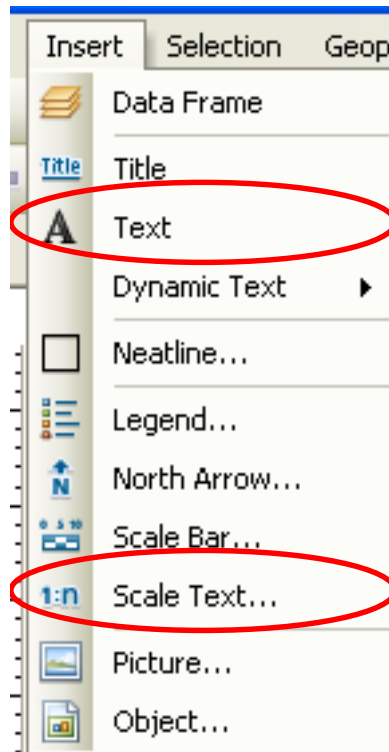 Insert Selection Geop
Data Frame
Title Title
A Text
Dynamic Text
Neatline...
Legend...
N North Arrow...
0 5 10
Scale Bar...
1:n Scale Text...
Picture...
Object...